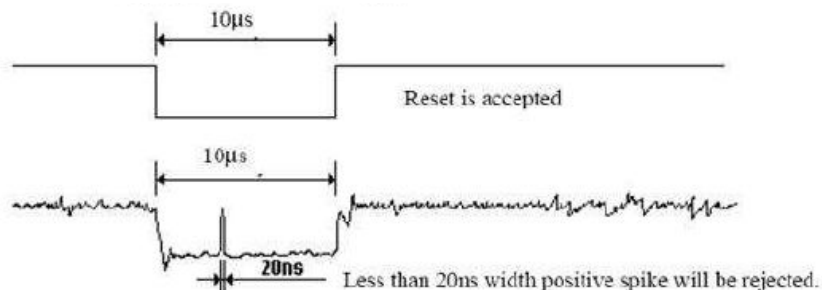 10μs
Reset is accepted
10μs
20ns
Less than 20ns width positive spike will be rejected.